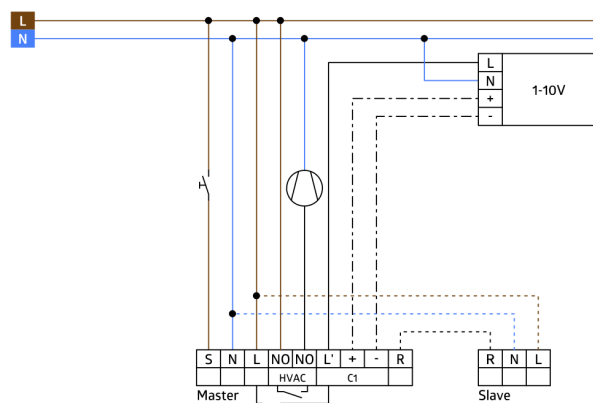 L
N
L
N
+
-
1-10V
S N L NO NO L' + - R
HVAC C1
Master
R N L
Slave